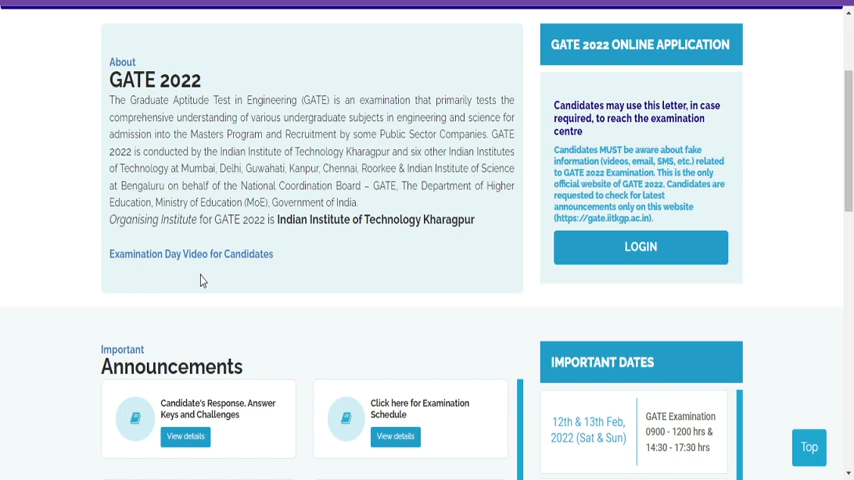 About
GATE 2022
The Graduate Aptitude Test in Engineering (GATE) is an examination that primarily tests the
comprehensive understanding of various undergraduate subjects in engineering and science for
admission into the Masters Program and Recruitment by some Public Sector Companies. GATE
2022 is conducted by the Indian Institute of Technology Kharagpur and six other Indian Institutes
of Technology at Mumbai, Delhi, Guwahati, Kanpur, Chennai, Roorkee & Indian Institute of Science
at Bengaluru on behalf of the National Coordination Board – GATE, The Department of Higher
Education, Ministry of Education (MoE), Government of India.
Organising Institute for GATE 2022 is Indian Institute of Technology Kharagpur
Examination Day Video for Candidates
GATE 2022 ONLINE APPLICATION
Candidates may use this letter, in case
required, to reach the examination
centre
Candidates MUST be aware about fake
information (videos, email, SMS, etc.) related
to GATE 2022 Examination. This is the only
official website of GATE 2022. Candidates are
requested to check for latest
announcements only on this website
(https://gate.iitkgp.ac.in).
LOGIN
Important
Announcements
Candidate's Response, Answer
Keys and Challenges
View details
Click here for Examination
Schedule
View details
IMPORTANT DATES
12th & 13th Feb,
2022 (Sat & Sun)
GATE Examination
0900 - 1200 hrs &
14:30 - 17:30 hrs
Top